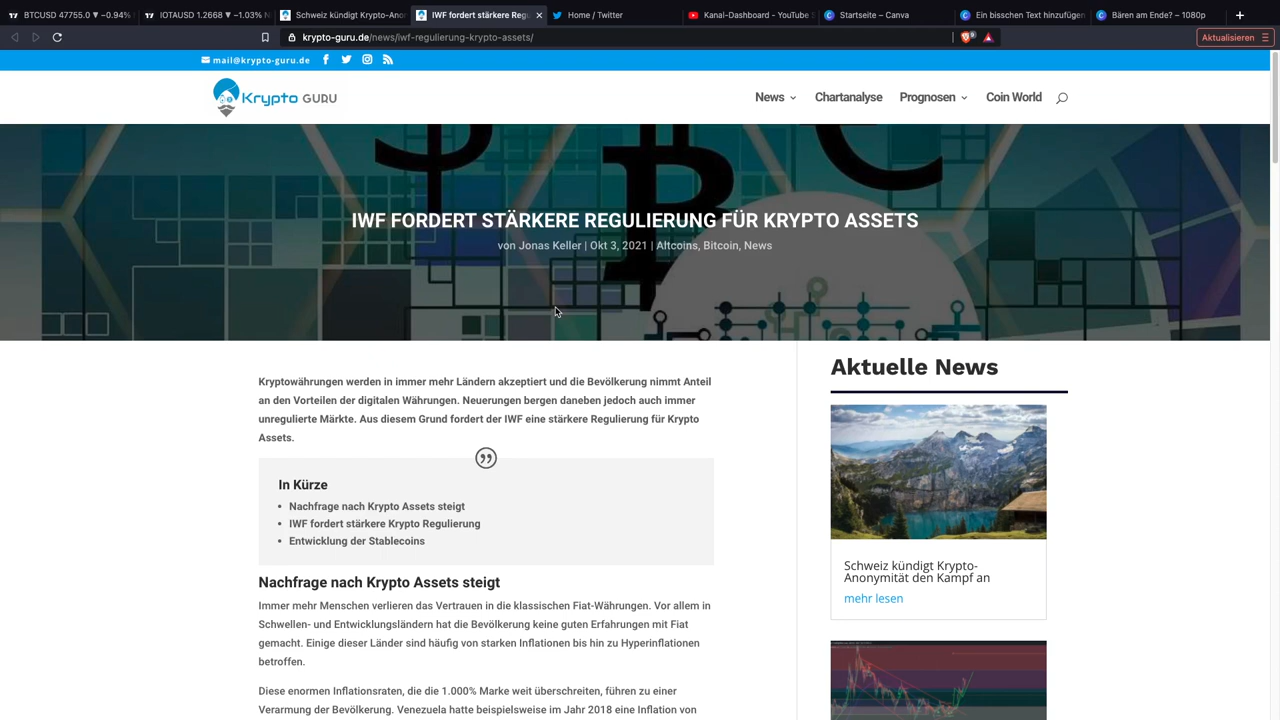 BTCUSD 47755.0 ▼ −0.94%
IOTAUSD 1.2668 ▼ −1.03% N
Schweiz kündigt Krypto-Ano
IWF fordert stärkere Regu
Home / Twitter
Kanal-Dashboard - YouTube S
Startseite – Canva
Ein bisschen Text hinzufügen
Bären am Ende? – 1080p
krypto-guru.de/news/iwf-regulierung-krypto-assets/
9
Aktualisieren
mail@krypto-guru.de
Krypto GURU
News
Chartanalyse
Prognosen
Coin World
IWF FORDERT STÄRKERE REGULIERUNG FÜR KRYPTO ASSETS
von Jonas Keller | Okt 3, 2021 | Altcoins, Bitcoin, News
Kryptowährungen werden in immer mehr Ländern akzeptiert und die Bevölkerung nimmt Anteil
an den Vorteilen der digitalen Währungen. Neuerungen bergen daneben jedoch auch immer
unregulierte Märkte. Aus diesem Grund fordert der IWF eine stärkere Regulierung für Krypto
Assets.
In Kürze
• Nachfrage nach Krypto Assets steigt
• IWF fordert stärkere Krypto Regulierung
• Entwicklung der Stablecoins
Nachfrage nach Krypto Assets steigt
Immer mehr Menschen verlieren das Vertrauen in die klassischen Fiat-Währungen. Vor allem in
Schwellen- und Entwicklungsländern hat die Bevölkerung keine guten Erfahrungen mit Fiat
gemacht. Einige dieser Länder sind häufig von starken Inflationen bis hin zu Hyperinflationen
betroffen.
Diese enormen Inflationsraten, die die 1.000% Marke weit überschreiten, führen zu einer
Verarmung der Bevölkerung. Venezuela hatte beispielsweise im Jahr 2018 eine Inflation von
Aktuelle News
Schweiz kündigt Krypto-
Anonymität den Kampf an
mehr lesen